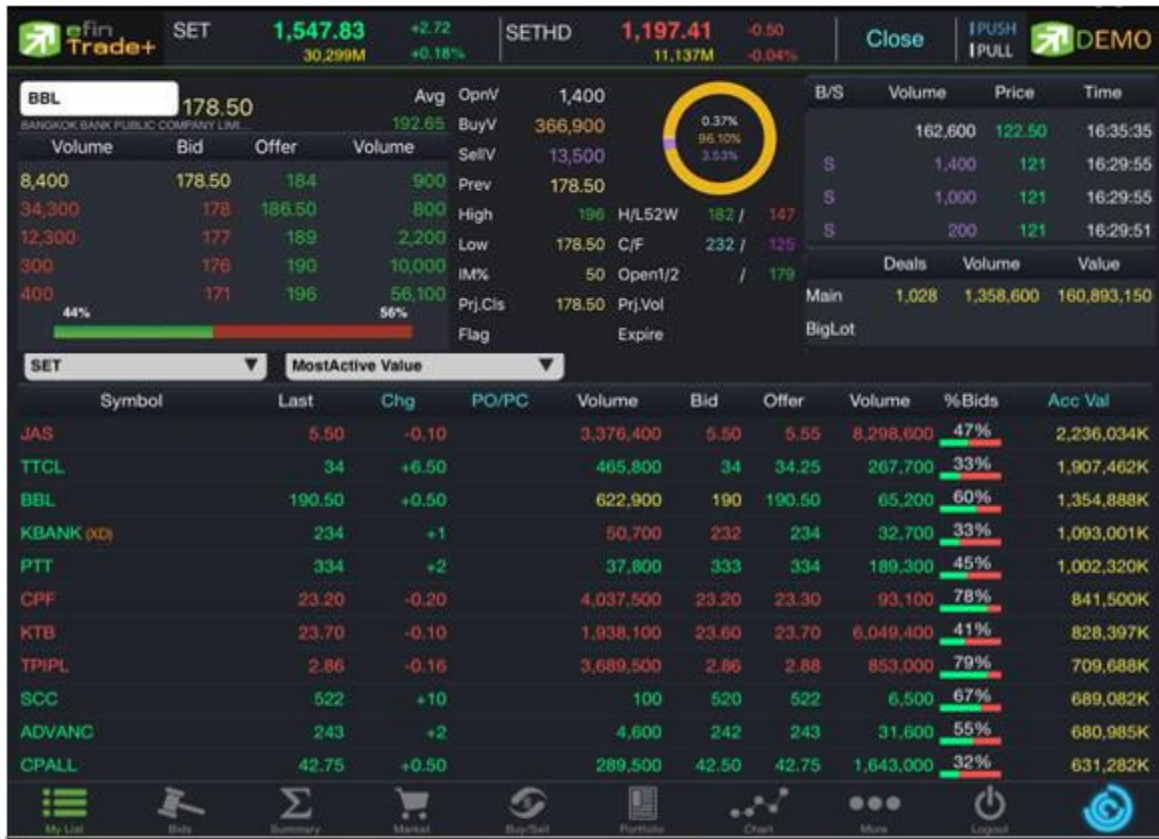 efin Trade+ SET 1,547.83 +2.72 SETHD 1,197.41 -0.50 Close PUSH DEMO
30,299M +0.18% 11,137M -0.04% PULL
BBL 178.50 Avg OpnV 1,400 0.37% B/S Volume Price Time
BANGKOK BANK PUBLIC COMPANY LIMI... 192.65 BuyV 366,900 96.10% 162,600 122.50 16:35:35
Volume Bid Offer Volume SellV 13,500 3.53% S 1,400 121 16:29:55
8,400 178.50 184 900 Prev 178.50 S 1,000 121 16:29:55
34,300 178 186.50 800 High 196 H/L52W 182 / 147 S 200 121 16:29:51
12,300 177 189 2,200 Low 178.50 C/F 232 / 125 Deals Volume Value
300 176 190 10,000 IM% 50 Open1/2 / 179 Main 1,028 1,358,600 160,893,150
400 171 196 56,100 Prj.Cls 178.50 Prj.Vol BigLot
44% 56% Flag Expire
SET ▼ MostActive Value ▼
Symbol Last Chg PO/PC Volume Bid Offer Volume %Bids Acc Val
JAS 5.50 -0.10 3,376,400 5.50 5.55 8,298,600 47% 2,236,034K
TTCL 34 +6.50 465,800 34 34.25 267,700 33% 1,907,462K
BBL 190.50 +0.50 622,900 190 190.50 65,200 60% 1,354,888K
KBANK (XD) 234 +1 50,700 232 234 32,700 33% 1,093,001K
PTT 334 +2 37,800 333 334 189,300 45% 1,002,320K
CPF 23.20 -0.20 4,037,500 23.20 23.30 93,100 78% 841,500K
KTB 23.70 -0.10 1,938,100 23.60 23.70 6,049,400 41% 828,397K
TPIPL 2.86 -0.16 3,689,500 2.86 2.88 853,000 79% 709,688K
SCC 522 +10 100 520 522 6,500 67% 689,082K
ADVANC 243 +2 4,600 242 243 31,600 55% 680,985K
CPALL 42.75 +0.50 289,500 42.50 42.75 1,643,000 32% 631,282K
My List Bids Summary Market Buy/Sell Portfolio Chart More Logout